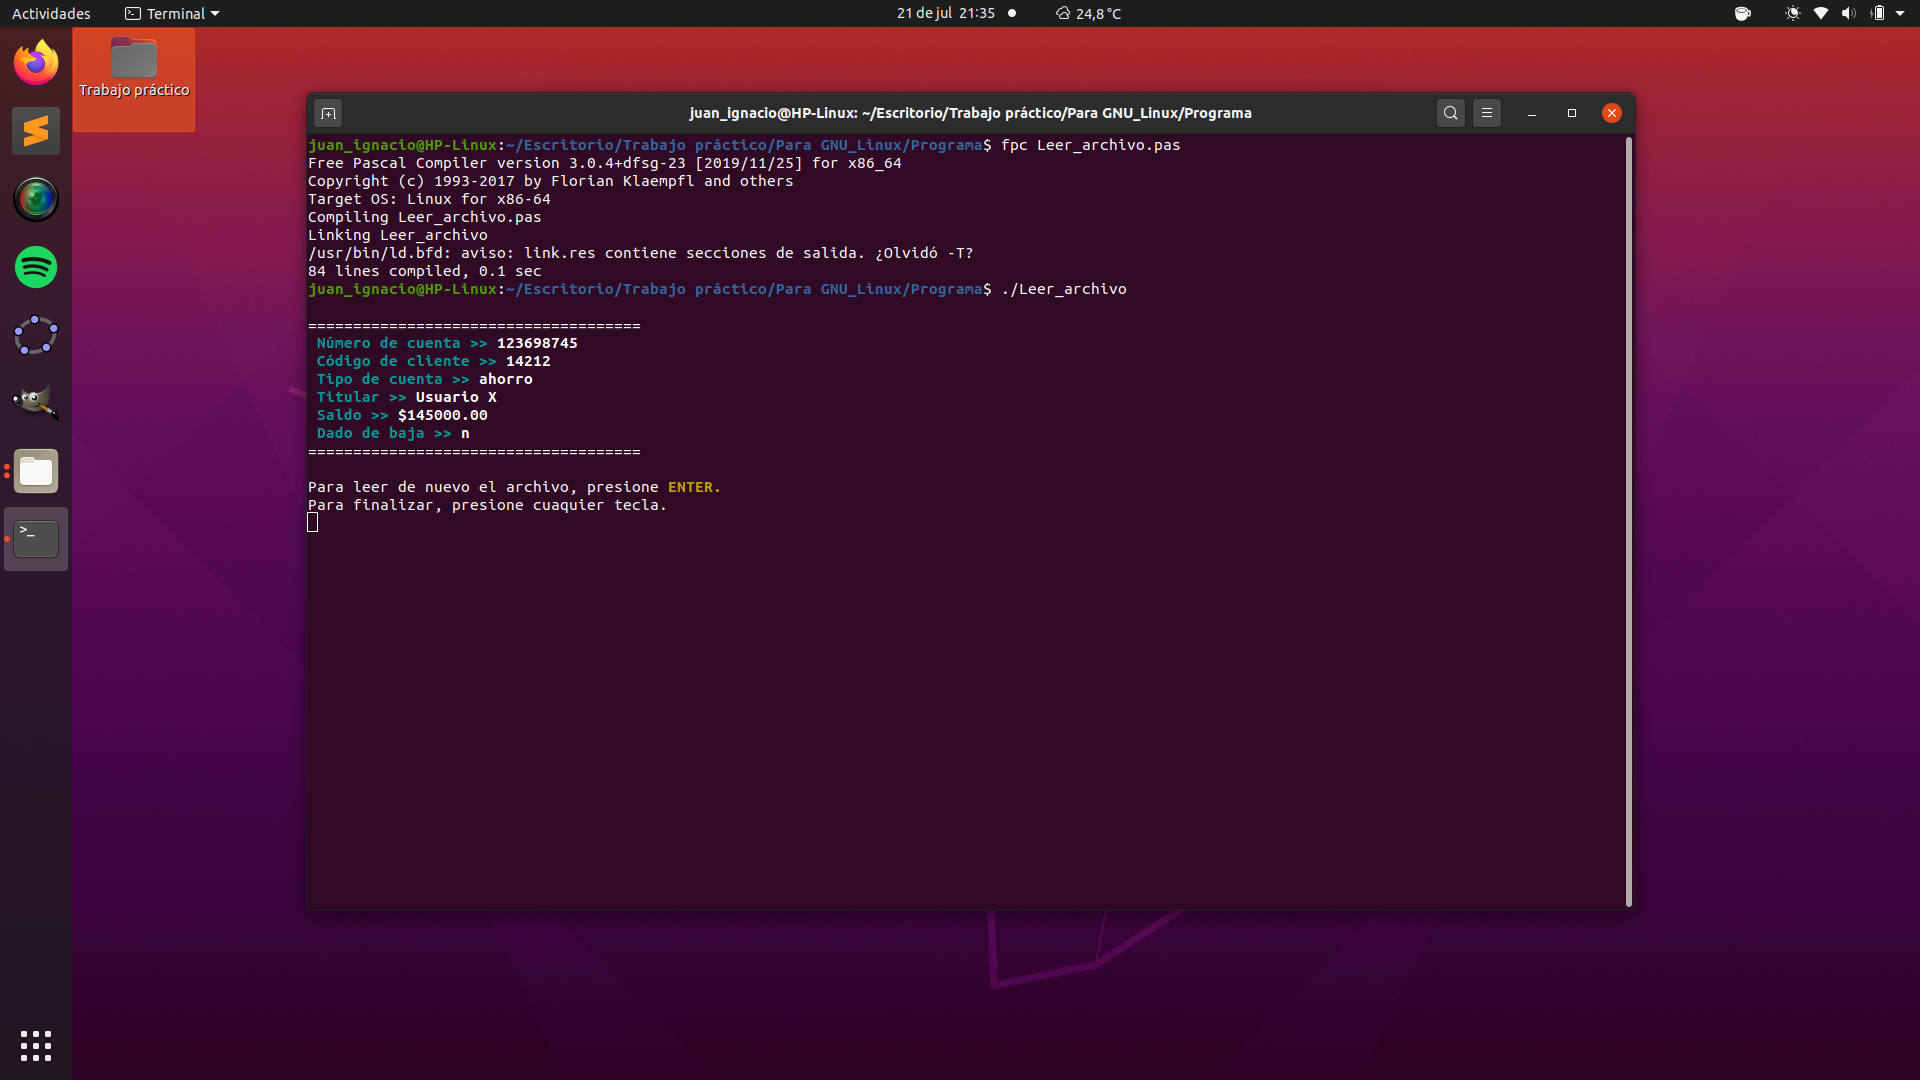 Actividades
Terminal
21 de jul 21:35
24,8 °C
Trabajo práctico
juan_ignacio@HP-Linux: ~/Escritorio/Trabajo práctico/Para GNU_Linux/Programa
juan_ignacio@HP-Linux:~/Escritorio/Trabajo práctico/Para GNU_Linux/Programa$ fpc Leer_archivo.pas
Free Pascal Compiler version 3.0.4+dfsg-23 [2019/11/25] for x86_64
Copyright (c) 1993-2017 by Florian Klaempfl and others
Target OS: Linux for x86-64
Compiling Leer_archivo.pas
Linking Leer_archivo
/usr/bin/ld.bfd: aviso: link.res contiene secciones de salida. ¿Olvidó -T?
84 lines compiled, 0.1 sec
juan_ignacio@HP-Linux:~/Escritorio/Trabajo práctico/Para GNU_Linux/Programa$ ./Leer_archivo
=====================================
Número de cuenta >> 123698745
Código de cliente >> 14212
Tipo de cuenta >> ahorro
Titular >> Usuario X
Saldo >> $145000.00
Dado de baja >> n
=====================================
Para leer de nuevo el archivo, presione ENTER.
Para finalizar, presione cuaquier tecla.